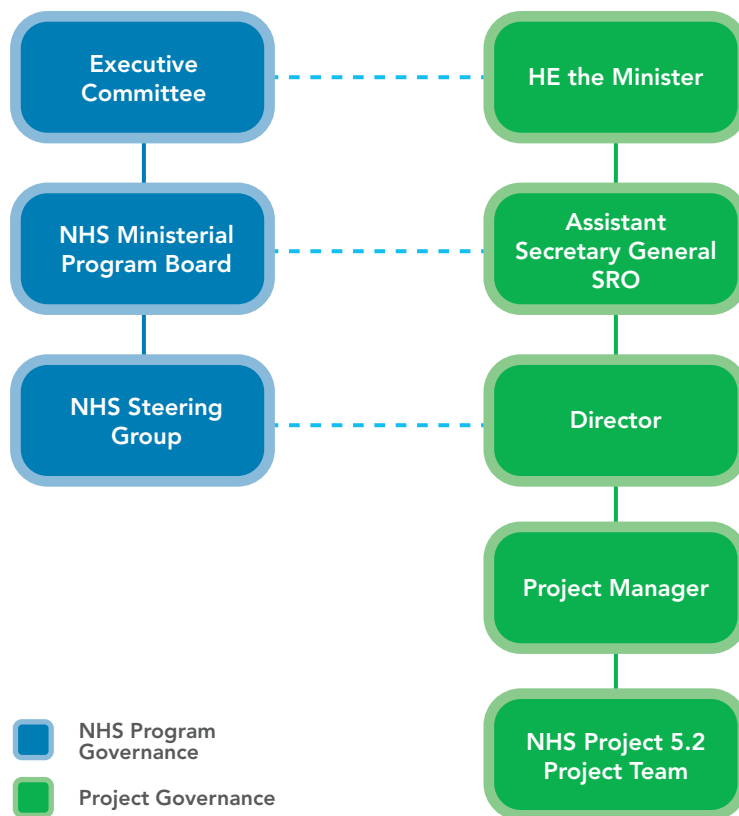 Executive
Committee
HE the Minister
NHS Ministerial
Program Board
Assistant
Secretary General
SRO
NHS Steering
Group
Director
Project Manager
NHS Project 5.2
Project Team
NHS Program
Governance
Project Governance